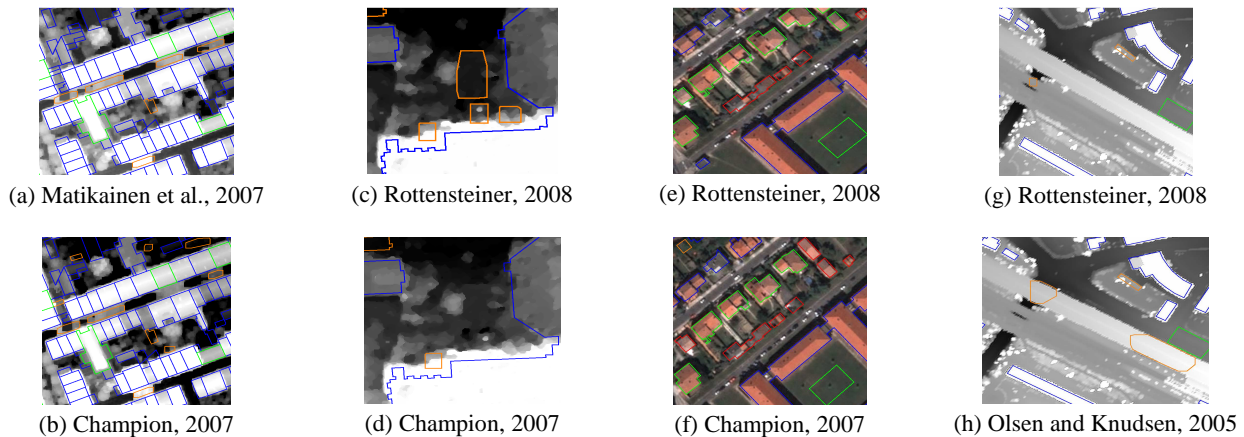 (a) Matikainen et al., 2007
(c) Rottensteiner, 2008
(e) Rottensteiner, 2008
(g) Rottensteiner, 2008
(b) Champion, 2007
(d) Champion, 2007
(f) Champion, 2007
(h) Olsen and Knudsen, 2005